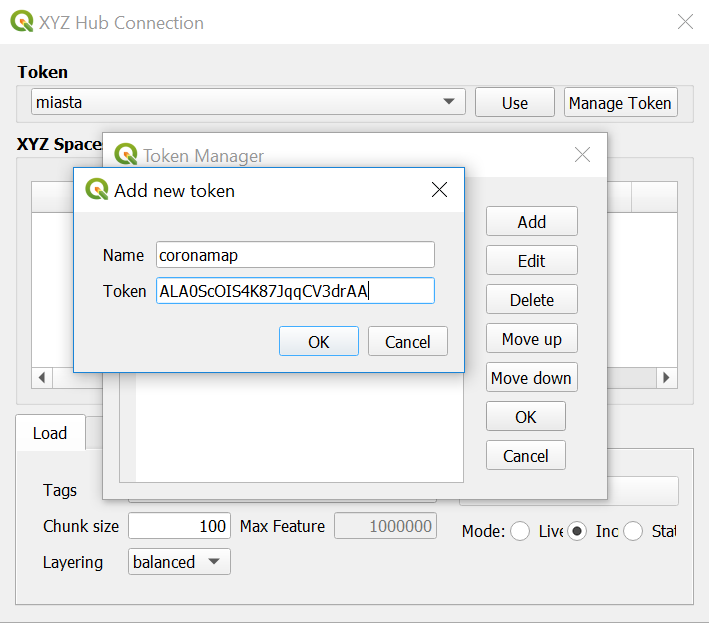 XYZ Hub Connection
Token
miasta
Use
Manage Token
XYZ Spaces
Token Manager
Add new token
Name
coronamap
Token
ALA0ScOIS4K87JqqCV3drAA
OK
Cancel
Add
Edit
Delete
Move up
Move down
OK
Cancel
Load
Tags
Chunk size
100
Max Feature
1000000
Mode:
Live
Inc
Stat
Layering
balanced